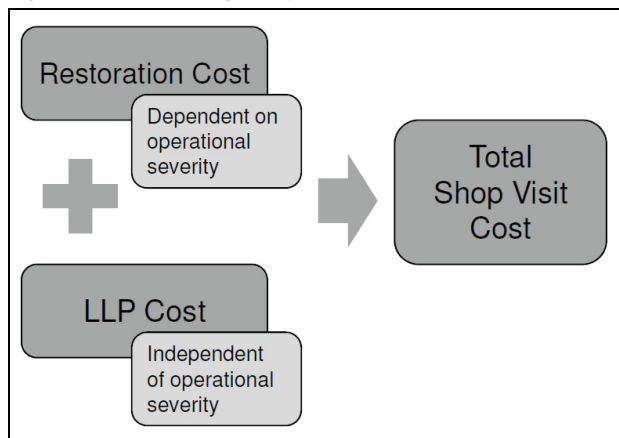 Restoration Cost
Dependent on
operational
severity
Total
Shop Visit
Cost
LLP Cost
Independent
of operational
severity